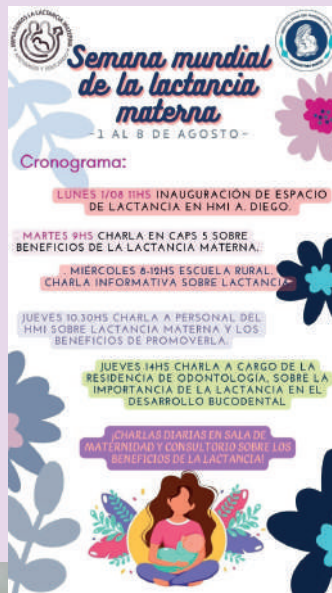 Semana mundial
de la lactancia
materna
-1 AL 8 DE AGOSTO-
Cronograma:
LUNES 1/08 11HS INAUGURACIÓN DE ESPACIO
DE LACTANCIA EN HMI A. DIEGO.
MARTES 9HS CHARLA EN CAPS 5 SOBRE
BENEFICIOS DE LA LACTANCIA MATERNA.
. MIÉRCOLES 8-12HS ESCUELA RURAL.
CHARLA INFORMATIVA SOBRE LACTANCIA
JUEVES 10.30HS CHARLA A PERSONAL DEL
HMI SOBRE LACTANCIA MATERNA Y LOS
BENEFICIOS DE PROMOVERLA.
JUEVES 14HS CHARLA A CARGO DE LA
RESIDENCIA DE ODONTOLOGÍA, SOBRE LA
IMPORTANCIA DE LA LACTANCIA EN EL
DESARROLLO BUCODENTAL
¡CHARLAS DIARIAS EN SALA DE
MATERNIDAD Y CONSULTORIO SOBRE LOS
BENEFICIOS DE LA LACTANCIA!